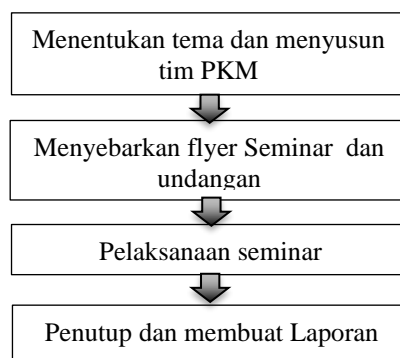 Menentukan tema dan menyusun
tim PKM
Menyebarkan flyer Seminar dan
undangan
Pelaksanaan seminar
Penutup dan membuat Laporan